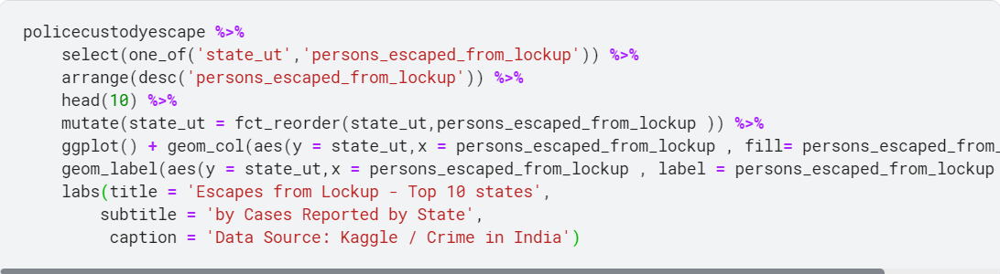 policecustodyescape %>%
select(one_of('state_ut','persons_escaped_from_lockup')) %>%
arrange(desc('persons_escaped_from_lockup')) %>%
head(10) %>%
mutate(state_ut = fct_reorder(state_ut,persons_escaped_from_lockup )) %>%
ggplot() + geom_col(aes(y = state_ut,x = persons_escaped_from_lockup , fill= persons_escaped_from_
geom_label(aes(y = state_ut,x = persons_escaped_from_lockup , label = persons_escaped_from_lockup
labs(title = 'Escapes from Lockup - Top 10 states',
subtitle = 'by Cases Reported by State',
caption = 'Data Source: Kaggle / Crime in India')